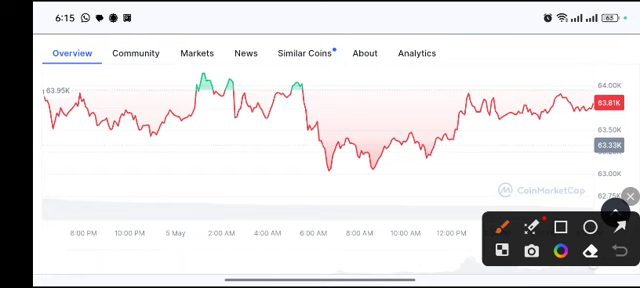 6:15
63
Overview Community Markets News Similar Coins About Analytics
64.00K
63.95K
63.81K
63.50K
63.33K
63.00K
CoinMarketCap
62.75
8:00 PM 10:00 PM 5 May 2:00 AM 4:00 AM 6:00 AM 8:00 AM 10:00 AM 12:00 PM